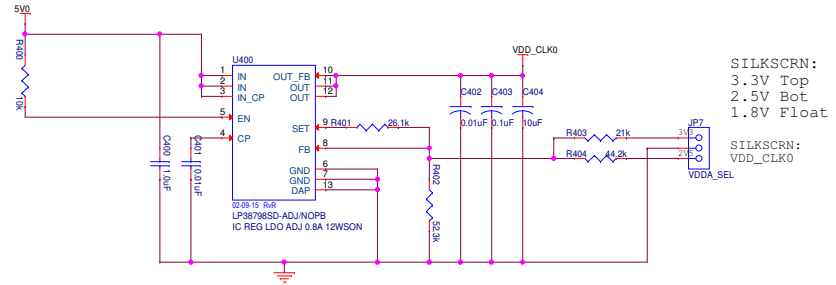 5V0
R400
10k
C400
1.0uF
C401
0.01uF
U400
1 IN OUT_FB 10
2 IN OUT 11
3 IN_CP OUT 12
5 EN
4 CP SET 9
FB 8
GND 6
GND 7
DAP 13
02-09-15 RvR
LP38798SD-ADJ/NOPB
IC REG LDO ADJ 0.8A 12WSON
R401 26.1k
R402
52.3k
VDD_CLK0
C402
0.01uF
C403
0.1uF
C404
10uF
R403 21k
R404 44.2k
JP7
3V3
2V5
VDDA_SEL
SILKSCRN:
3.3V Top
2.5V Bot
1.8V Float
SILKSCRN:
VDD_CLK0